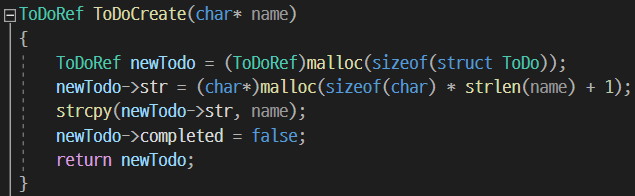 ToDoRef ToDoCreate(char* name)
{
ToDoRef newTodo = (ToDoRef)malloc(sizeof(struct ToDo));
newTodo->str = (char*)malloc(sizeof(char) * strlen(name) + 1);
strcpy(newTodo->str, name);
newTodo->completed = false;
return newTodo;
}